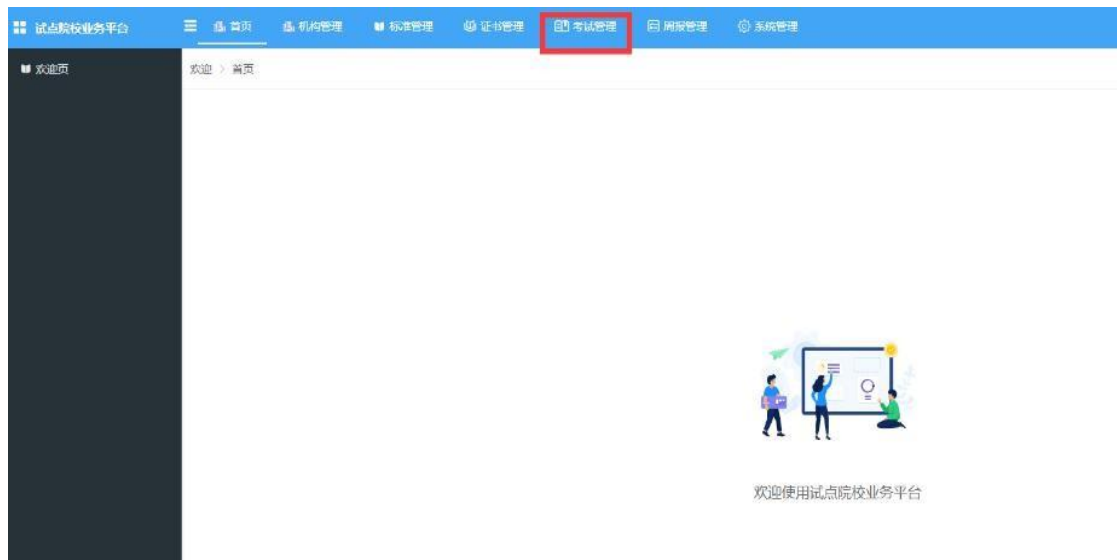 试点院校业务平台 首页 机构管理 标准管理 证书管理 考试管理 周报管理 系统管理
欢迎页 欢迎 > 首页
欢迎使用试点院校业务平台